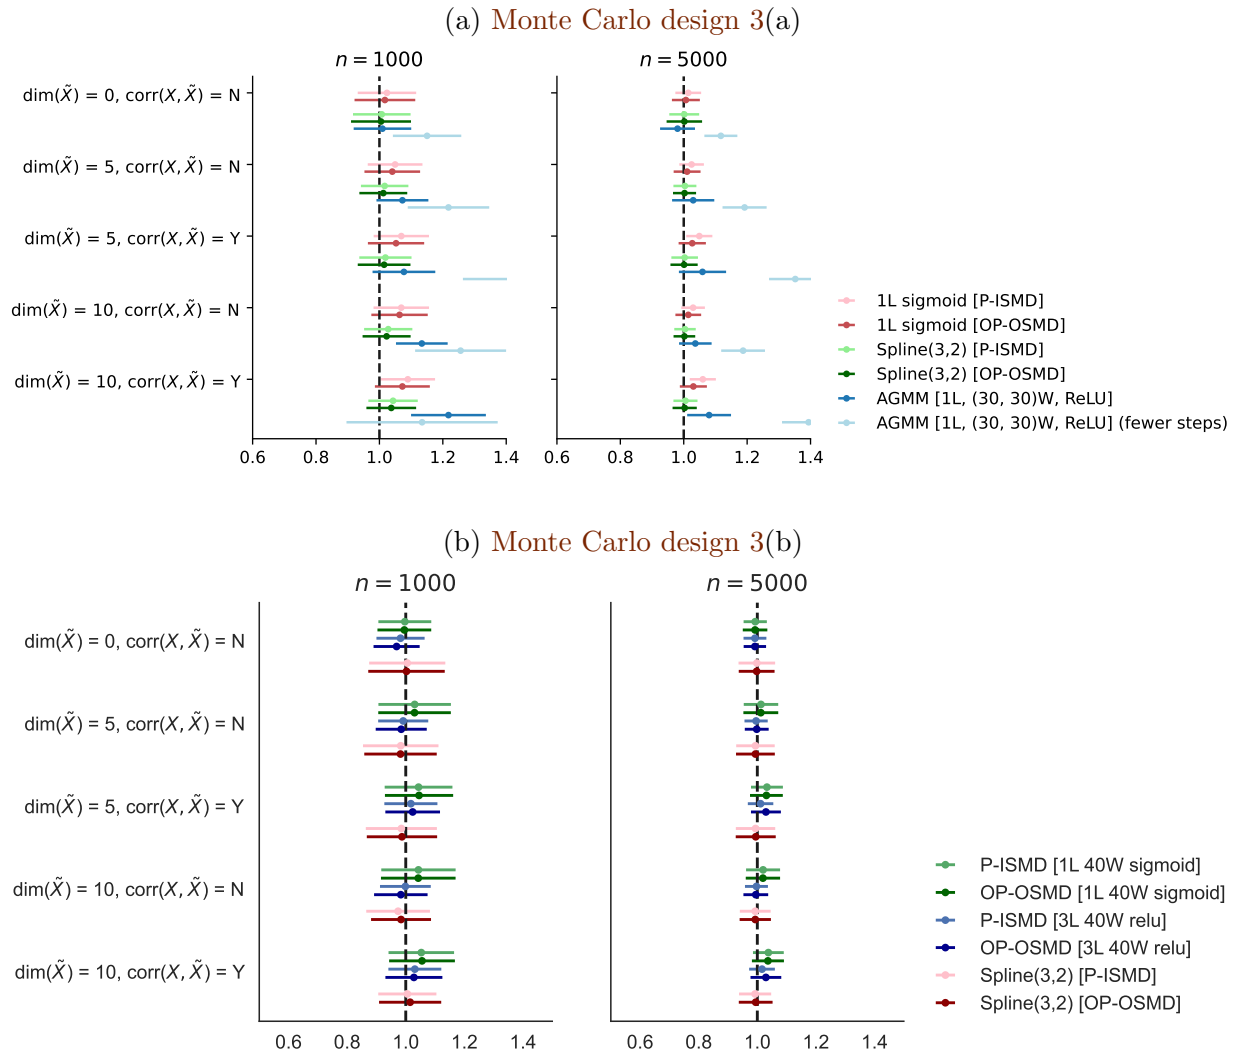 (a) Monte Carlo design 3(a)
n = 1000
n = 5000
dim(X̃) = 0, corr(X, X̃) = N
dim(X̃) = 5, corr(X, X̃) = N
dim(X̃) = 5, corr(X, X̃) = Y
dim(X̃) = 10, corr(X, X̃) = N
dim(X̃) = 10, corr(X, X̃) = Y
0.6 0.8 1.0 1.2 1.4
0.6 0.8 1.0 1.2 1.4
1L sigmoid [P-ISMD]
1L sigmoid [OP-OSMD]
Spline(3,2) [P-ISMD]
Spline(3,2) [OP-OSMD]
AGMM [1L, (30, 30)W, ReLU]
AGMM [1L, (30, 30)W, ReLU] (fewer steps)
(b) Monte Carlo design 3(b)
n = 1000
n = 5000
dim(X̃) = 0, corr(X, X̃) = N
dim(X̃) = 5, corr(X, X̃) = N
dim(X̃) = 5, corr(X, X̃) = Y
dim(X̃) = 10, corr(X, X̃) = N
dim(X̃) = 10, corr(X, X̃) = Y
0.6 0.8 1.0 1.2 1.4
0.6 0.8 1.0 1.2 1.4
P-ISMD [1L 40W sigmoid]
OP-OSMD [1L 40W sigmoid]
P-ISMD [3L 40W relu]
OP-OSMD [3L 40W relu]
Spline(3,2) [P-ISMD]
Spline(3,2) [OP-OSMD]